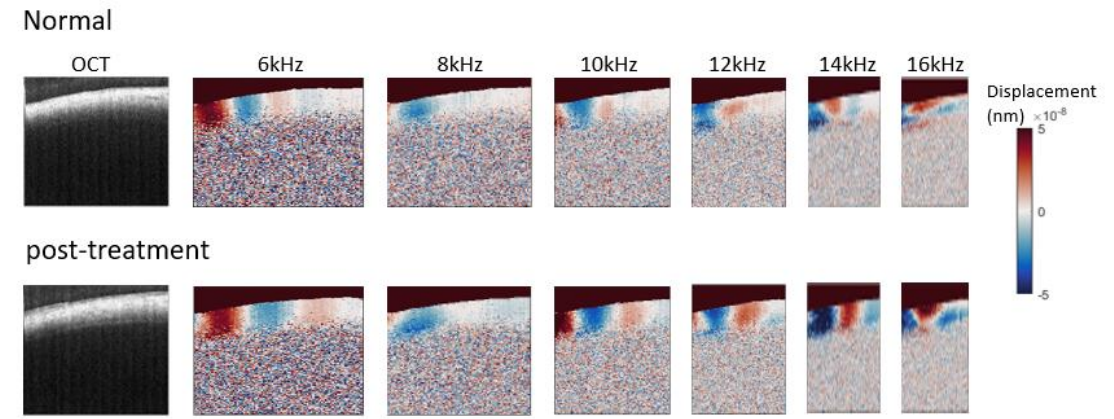 Normal
OCT
6kHz
8kHz
10kHz
12kHz
14kHz
16kHz
Displacement
(nm) ×10⁻⁸
5
0
-5
post-treatment